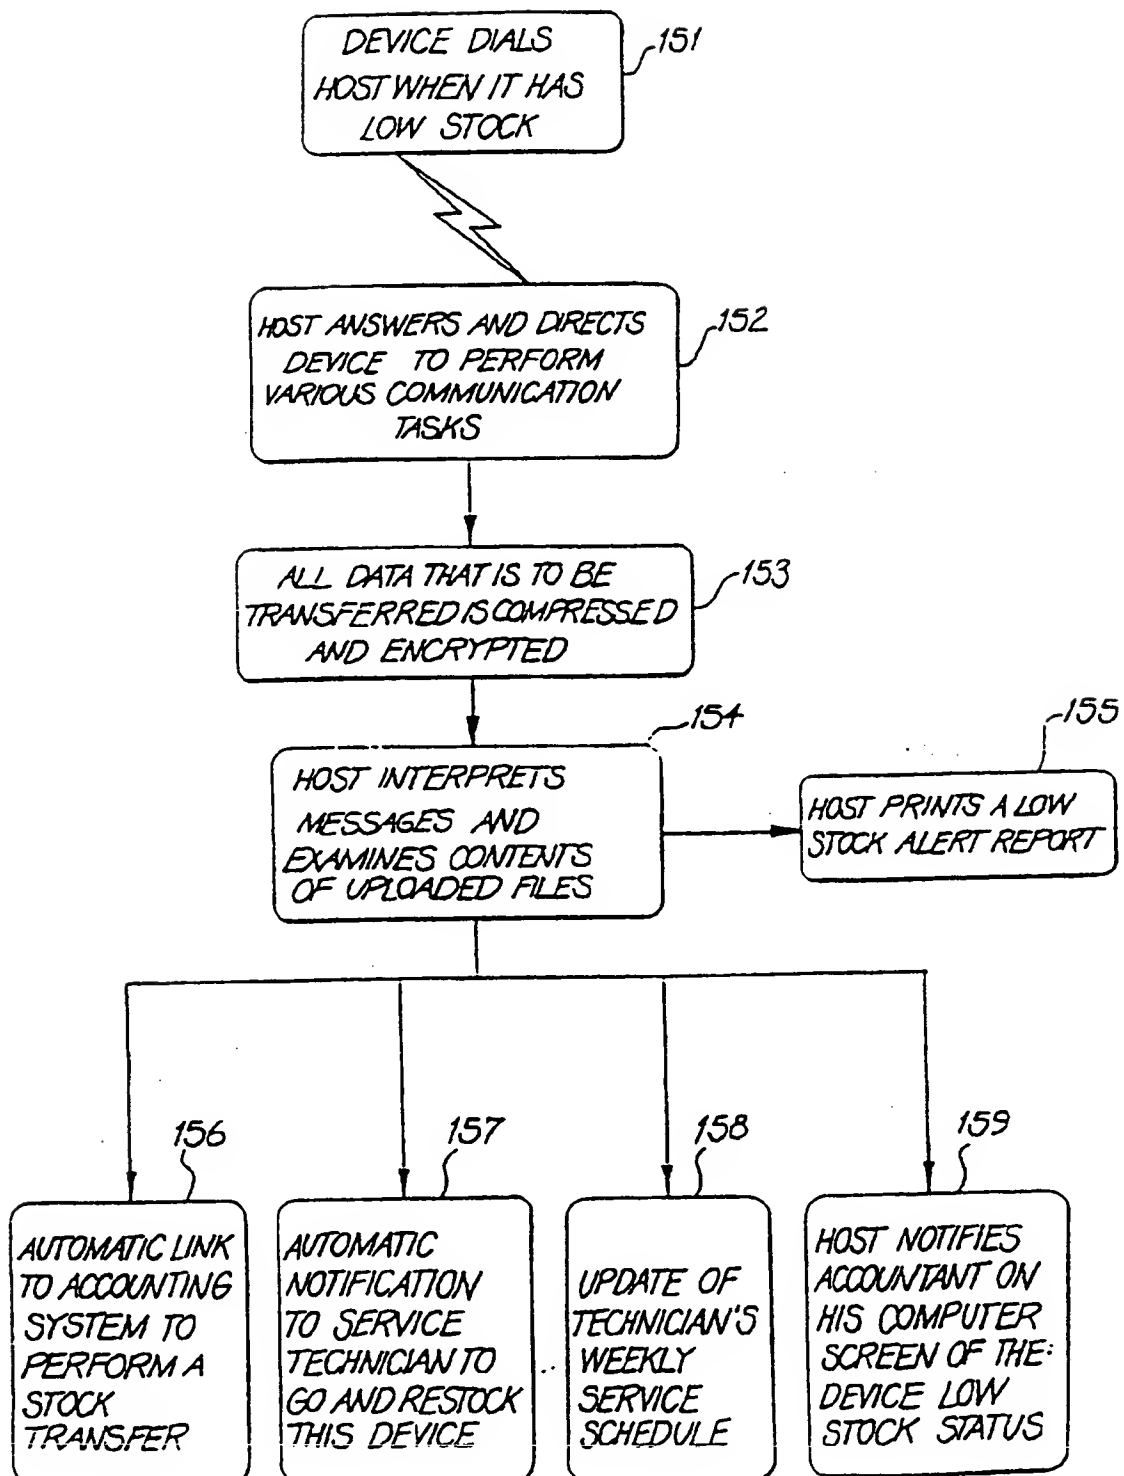 DEVICE DIALS
HOST WHEN IT HAS
LOW STOCK
151
HOST ANSWERS AND DIRECTS
DEVICE TO PERFORM
VARIOUS COMMUNICATION
TASKS
152
ALL DATA THAT IS TO BE
TRANSFERRED IS COMPRESSED
AND ENCRYPTED
153
154
HOST INTERPRETS
MESSAGES AND
EXAMINES CONTENTS
OF UPLOADED FILES
155
HOST PRINTS A LOW
STOCK ALERT REPORT
156
AUTOMATIC LINK
TO ACCOUNTING
SYSTEM TO
PERFORM A
STOCK
TRANSFER
157
AUTOMATIC
NOTIFICATION
TO SERVICE
TECHNICIAN TO
GO AND RESTOCK
THIS DEVICE
158
UPDATE OF
TECHNICIAN'S
WEEKLY
SERVICE
SCHEDULE
159
HOST NOTIFIES
ACCOUNTANT ON
HIS COMPUTER
SCREEN OF THE
DEVICE LOW
STOCK STATUS